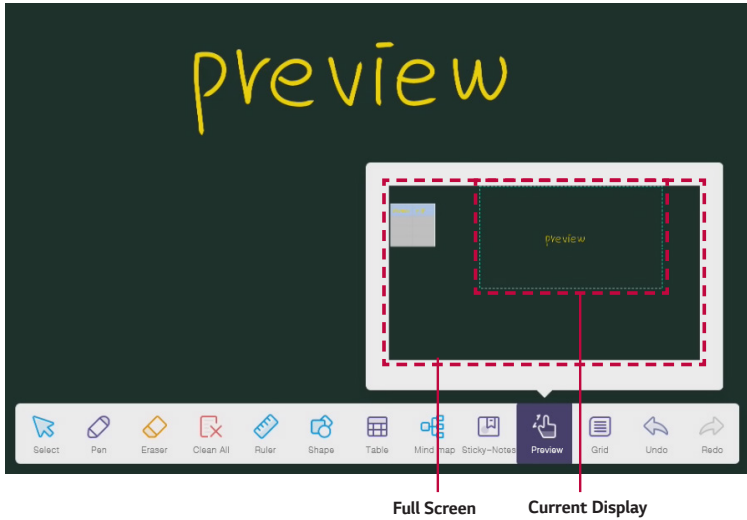 preview
preview
Select Pen Eraser Clean All Ruler Shape Table Mind map Sticky-Notes Preview Grid Undo Redo
Full Screen Current Display